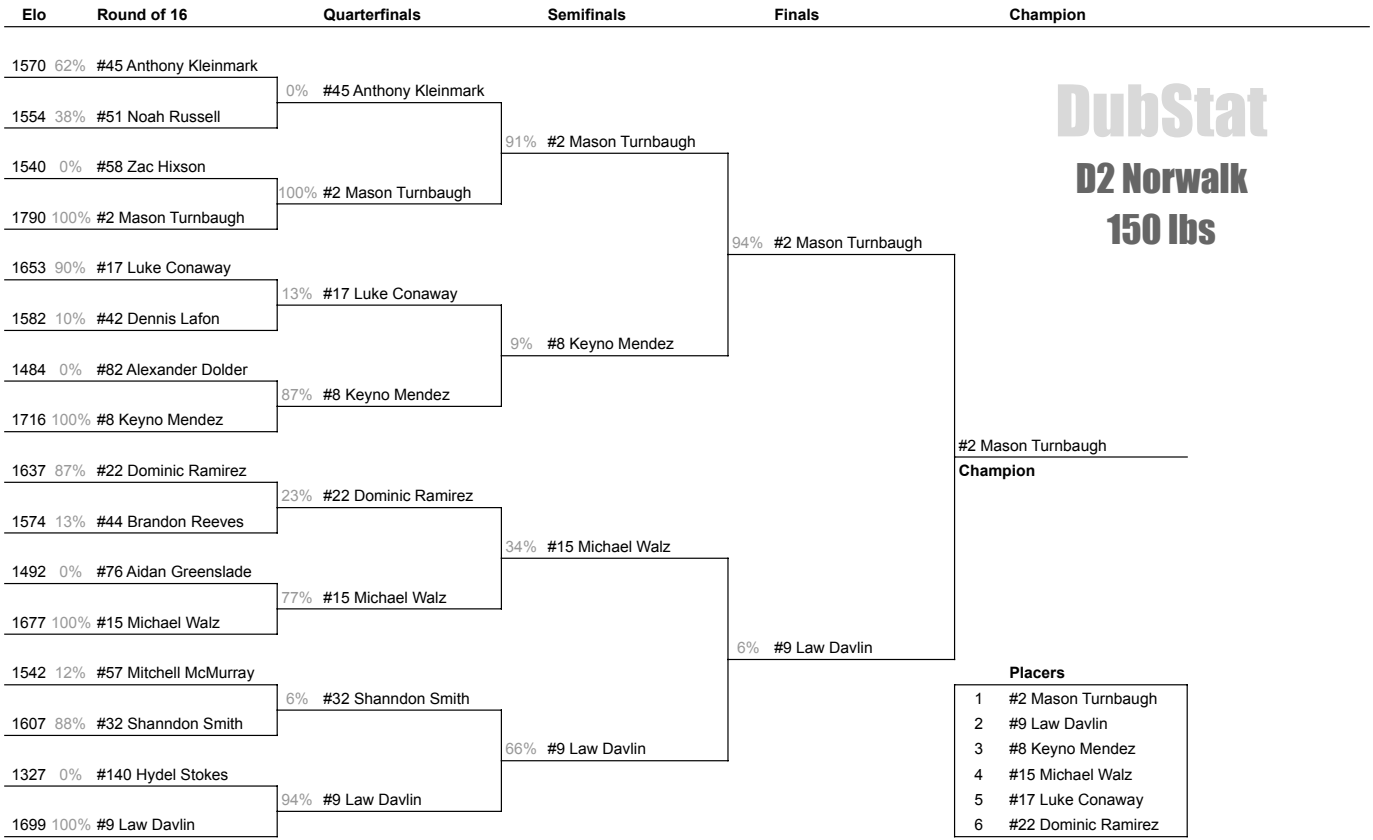 Elo Round of 16 Quarterfinals Semifinals Finals Champion
1570 62% #45 Anthony Kleinmark
0% #45 Anthony Kleinmark
1554 38% #51 Noah Russell
91% #2 Mason Turnbaugh
1540 0% #58 Zac Hixson
100% #2 Mason Turnbaugh
1790 100% #2 Mason Turnbaugh
94% #2 Mason Turnbaugh
1653 90% #17 Luke Conaway
13% #17 Luke Conaway
1582 10% #42 Dennis Lafon
9% #8 Keyno Mendez
1484 0% #82 Alexander Dolder
87% #8 Keyno Mendez
1716 100% #8 Keyno Mendez
#2 Mason Turnbaugh
Champion
1637 87% #22 Dominic Ramirez
23% #22 Dominic Ramirez
1574 13% #44 Brandon Reeves
34% #15 Michael Walz
1492 0% #76 Aidan Greenslade
77% #15 Michael Walz
1677 100% #15 Michael Walz
6% #9 Law Davlin
1542 12% #57 Mitchell McMurray
6% #32 Shanndon Smith
1607 88% #32 Shanndon Smith
66% #9 Law Davlin
1327 0% #140 Hydel Stokes
94% #9 Law Davlin
1699 100% #9 Law Davlin
DubStat
D2 Norwalk
150 lbs
Placers
1 #2 Mason Turnbaugh
2 #9 Law Davlin
3 #8 Keyno Mendez
4 #15 Michael Walz
5 #17 Luke Conaway
6 #22 Dominic Ramirez